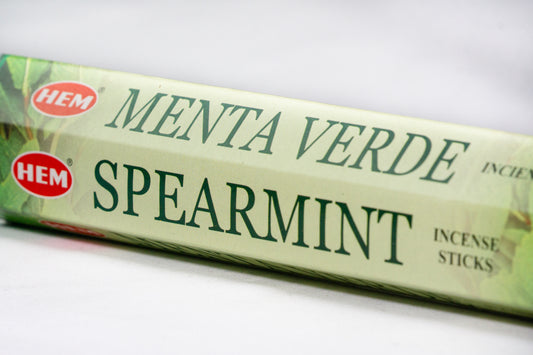 HEM MENTA VERDE
HEM® SPEARMINT INCENSE
STICKS